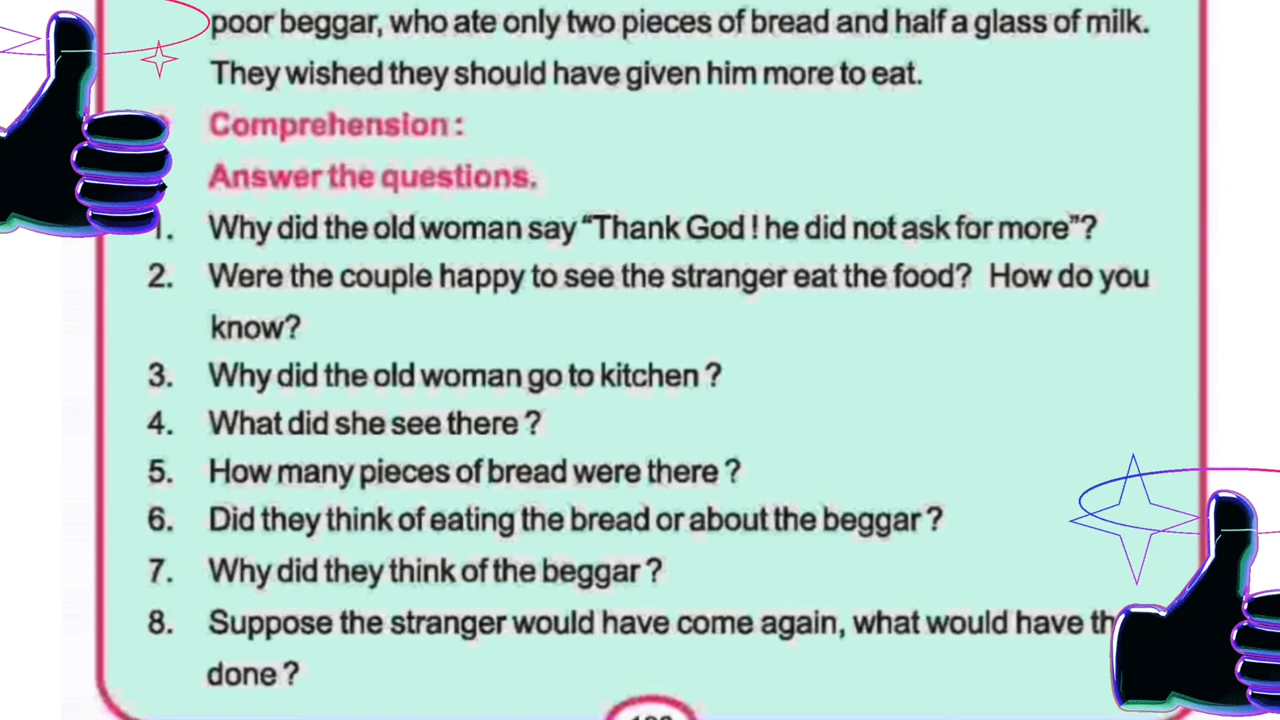 poor beggar, who ate only two pieces of bread and half a glass of milk.
They wished they should have given him more to eat.
Comprehension :
Answer the questions.
1. Why did the old woman say “Thank God ! he did not ask for more”?
2. Were the couple happy to see the stranger eat the food? How do you
know?
3. Why did the old woman go to kitchen ?
4. What did she see there ?
5. How many pieces of bread were there ?
6. Did they think of eating the bread or about the beggar ?
7. Why did they think of the beggar ?
8. Suppose the stranger would have come again, what would have
done ?